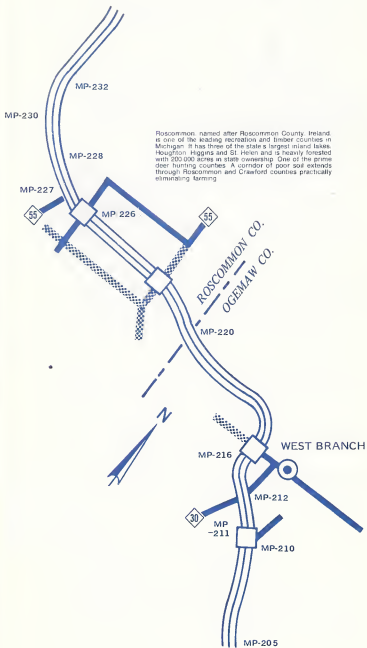 MP-232
MP-230
Roscommon, named after Roscommon County, Ireland,
is one of the leading recreation and timber counties in
Michigan. It has three of the state's largest inland lakes,
Houghton, Higgins and St. Helen and is heavily forested
with 200,000 acres in state ownership. One of the prime
deer hunting counties. A corridor of poor soil extends
through Roscommon and Crawford counties practically
eliminating farming.
MP-228
MP-227
55
MP-226
55
ROSCOMMON CO.
OGEMAW CO.
MP-220
N
WEST BRANCH
MP-216
MP-212
30
MP
-211
MP-210
MP-205